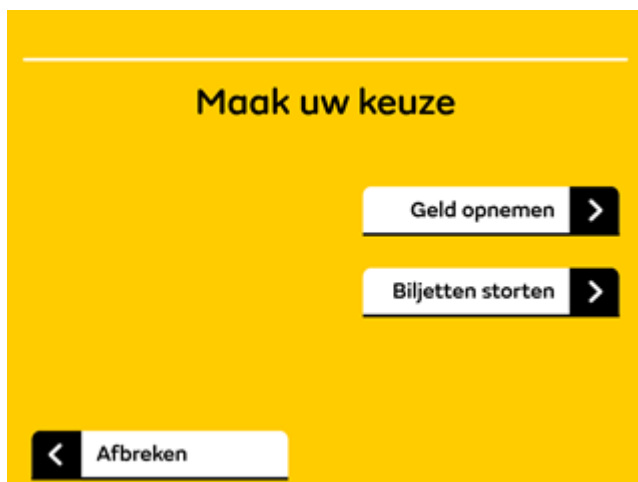 Maak uw keuze
Geld opnemen
Biljetten storten
Afbreken